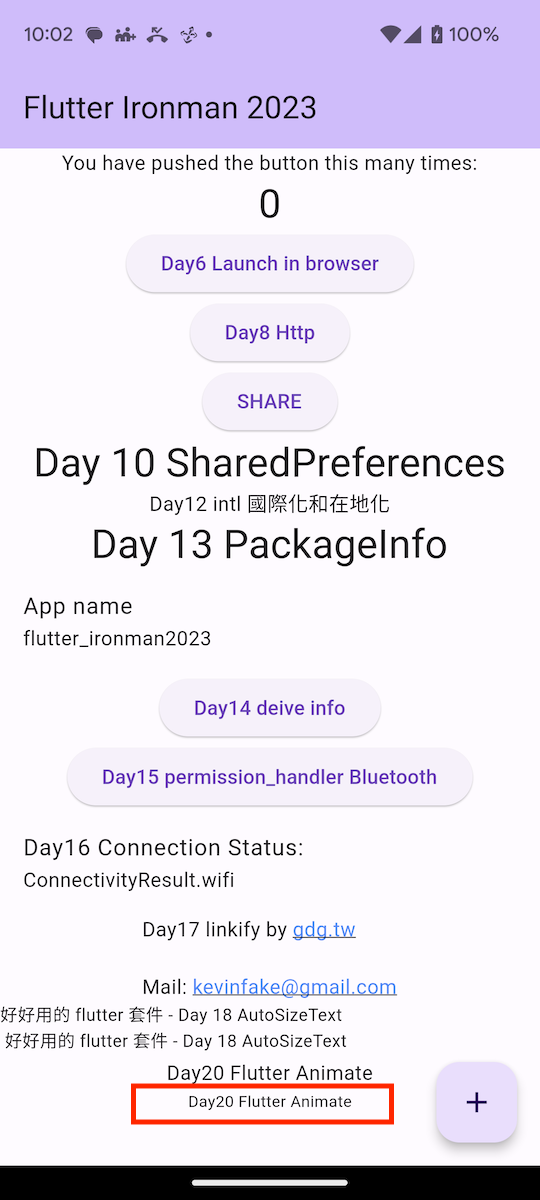 10:02
100%
Flutter Ironman 2023
You have pushed the button this many times:
0
Day6 Launch in browser
Day8 Http
SHARE
Day 10 SharedPreferences
Day12 intl 國際化和在地化
Day 13 PackageInfo
App name
flutter_ironman2023
Day14 deive info
Day15 permission_handler Bluetooth
Day16 Connection Status:
ConnectivityResult.wifi
Day17 linkify by gdg.tw
Mail: kevinfake@gmail.com
好好用的 flutter 套件 - Day 18 AutoSizeText
好好用的 flutter 套件 - Day 18 AutoSizeText
Day20 Flutter Animate
Day20 Flutter Animate
+